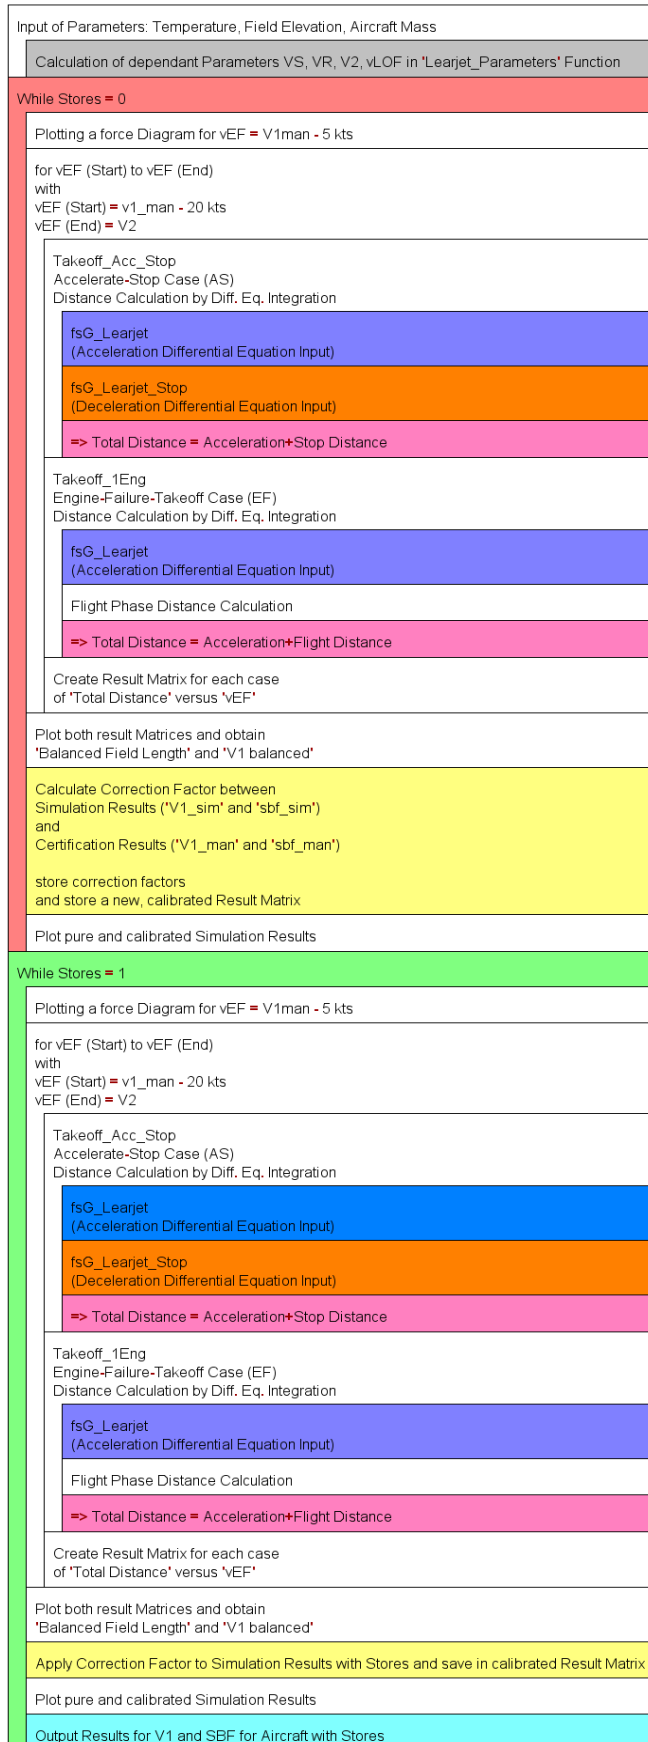 Input of Parameters: Temperature, Field Elevation, Aircraft Mass
Calculation of dependant Parameters VS, VR, V2, vLOF in 'Learjet_Parameters' Function
While Stores = 0
Plotting a force Diagram for vEF = V1man - 5 kts
for vEF (Start) to vEF (End)
with
vEF (Start) = v1_man - 20 kts
vEF (End) = V2
Takeoff_Acc_Stop
Accelerate-Stop Case (AS)
Distance Calculation by Diff. Eq. Integration
fsG_Learjet
(Acceleration Differential Equation Input)
fsG_Learjet_Stop
(Deceleration Differential Equation Input)
=> Total Distance = Acceleration+Stop Distance
Takeoff_1Eng
Engine-Failure-Takeoff Case (EF)
Distance Calculation by Diff. Eq. Integration
fsG_Learjet
(Acceleration Differential Equation Input)
Flight Phase Distance Calculation
=> Total Distance = Acceleration+Flight Distance
Create Result Matrix for each case
of 'Total Distance' versus 'vEF'
Plot both result Matrices and obtain
'Balanced Field Length' and 'V1 balanced'
Calculate Correction Factor between
Simulation Results ('V1_sim' and 'sbf_sim')
and
Certification Results ('V1_man' and 'sbf_man')
store correction factors
and store a new, calibrated Result Matrix
Plot pure and calibrated Simulation Results
While Stores = 1
Plotting a force Diagram for vEF = V1man - 5 kts
for vEF (Start) to vEF (End)
with
vEF (Start) = v1_man - 20 kts
vEF (End) = V2
Takeoff_Acc_Stop
Accelerate-Stop Case (AS)
Distance Calculation by Diff. Eq. Integration
fsG_Learjet
(Acceleration Differential Equation Input)
fsG_Learjet_Stop
(Deceleration Differential Equation Input)
=> Total Distance = Acceleration+Stop Distance
Takeoff_1Eng
Engine-Failure-Takeoff Case (EF)
Distance Calculation by Diff. Eq. Integration
fsG_Learjet
(Acceleration Differential Equation Input)
Flight Phase Distance Calculation
=> Total Distance = Acceleration+Flight Distance
Create Result Matrix for each case
of 'Total Distance' versus 'vEF'
Plot both result Matrices and obtain
'Balanced Field Length' and 'V1 balanced'
Apply Correction Factor to Simulation Results with Stores and save in calibrated Result Matrix
Plot pure and calibrated Simulation Results
Output Results for V1 and SBF for Aircraft with Stores